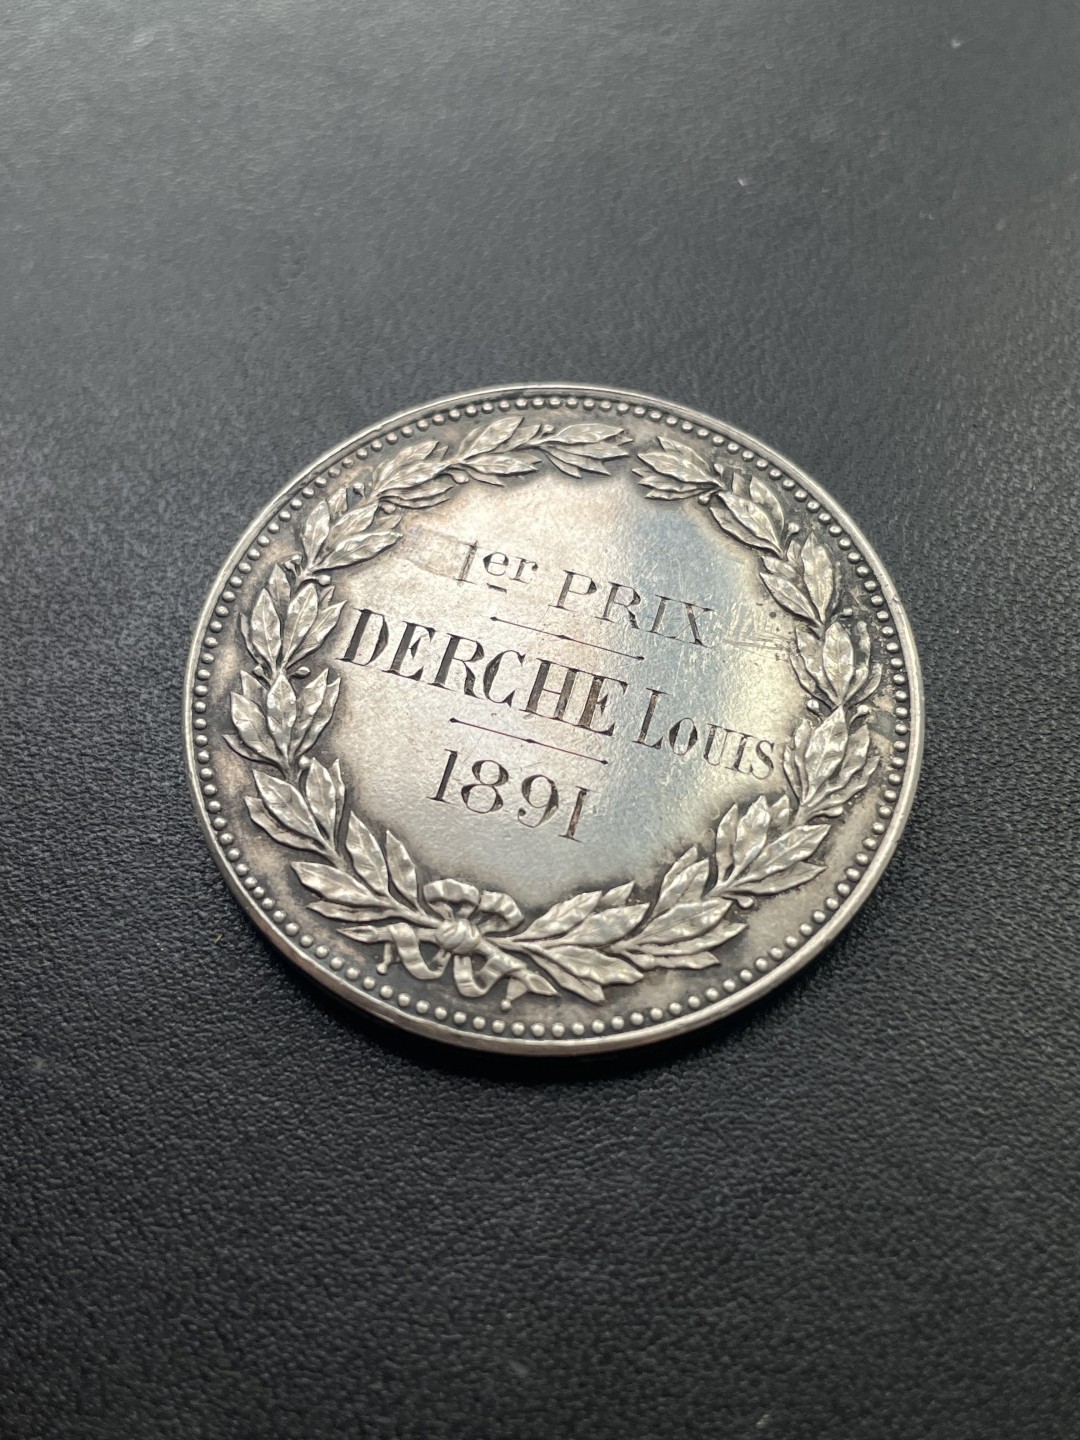 1er PRIX
DERCHE LOUIS
1891